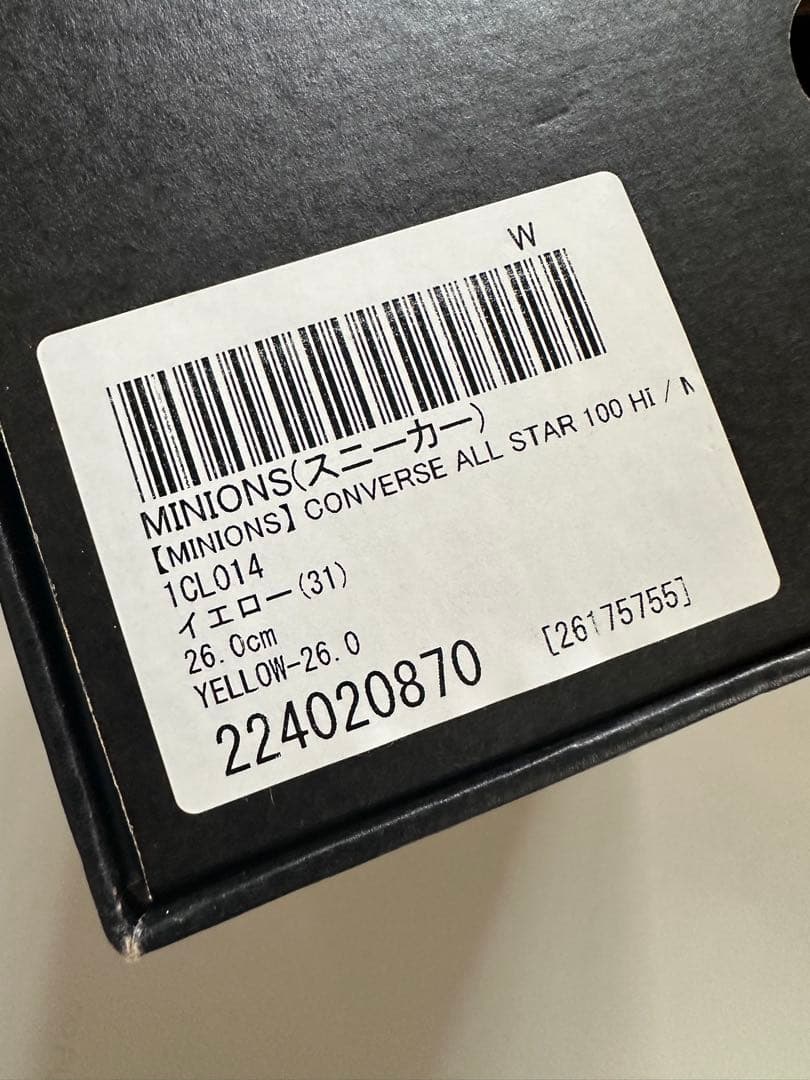 W
MINIONS(スニーカー)
【MINIONS】CONVERSE ALL STAR 100 HI /
1CL014
イエロー(31)
26.0cm
YELLOW-26.0
224020870
[26175755]